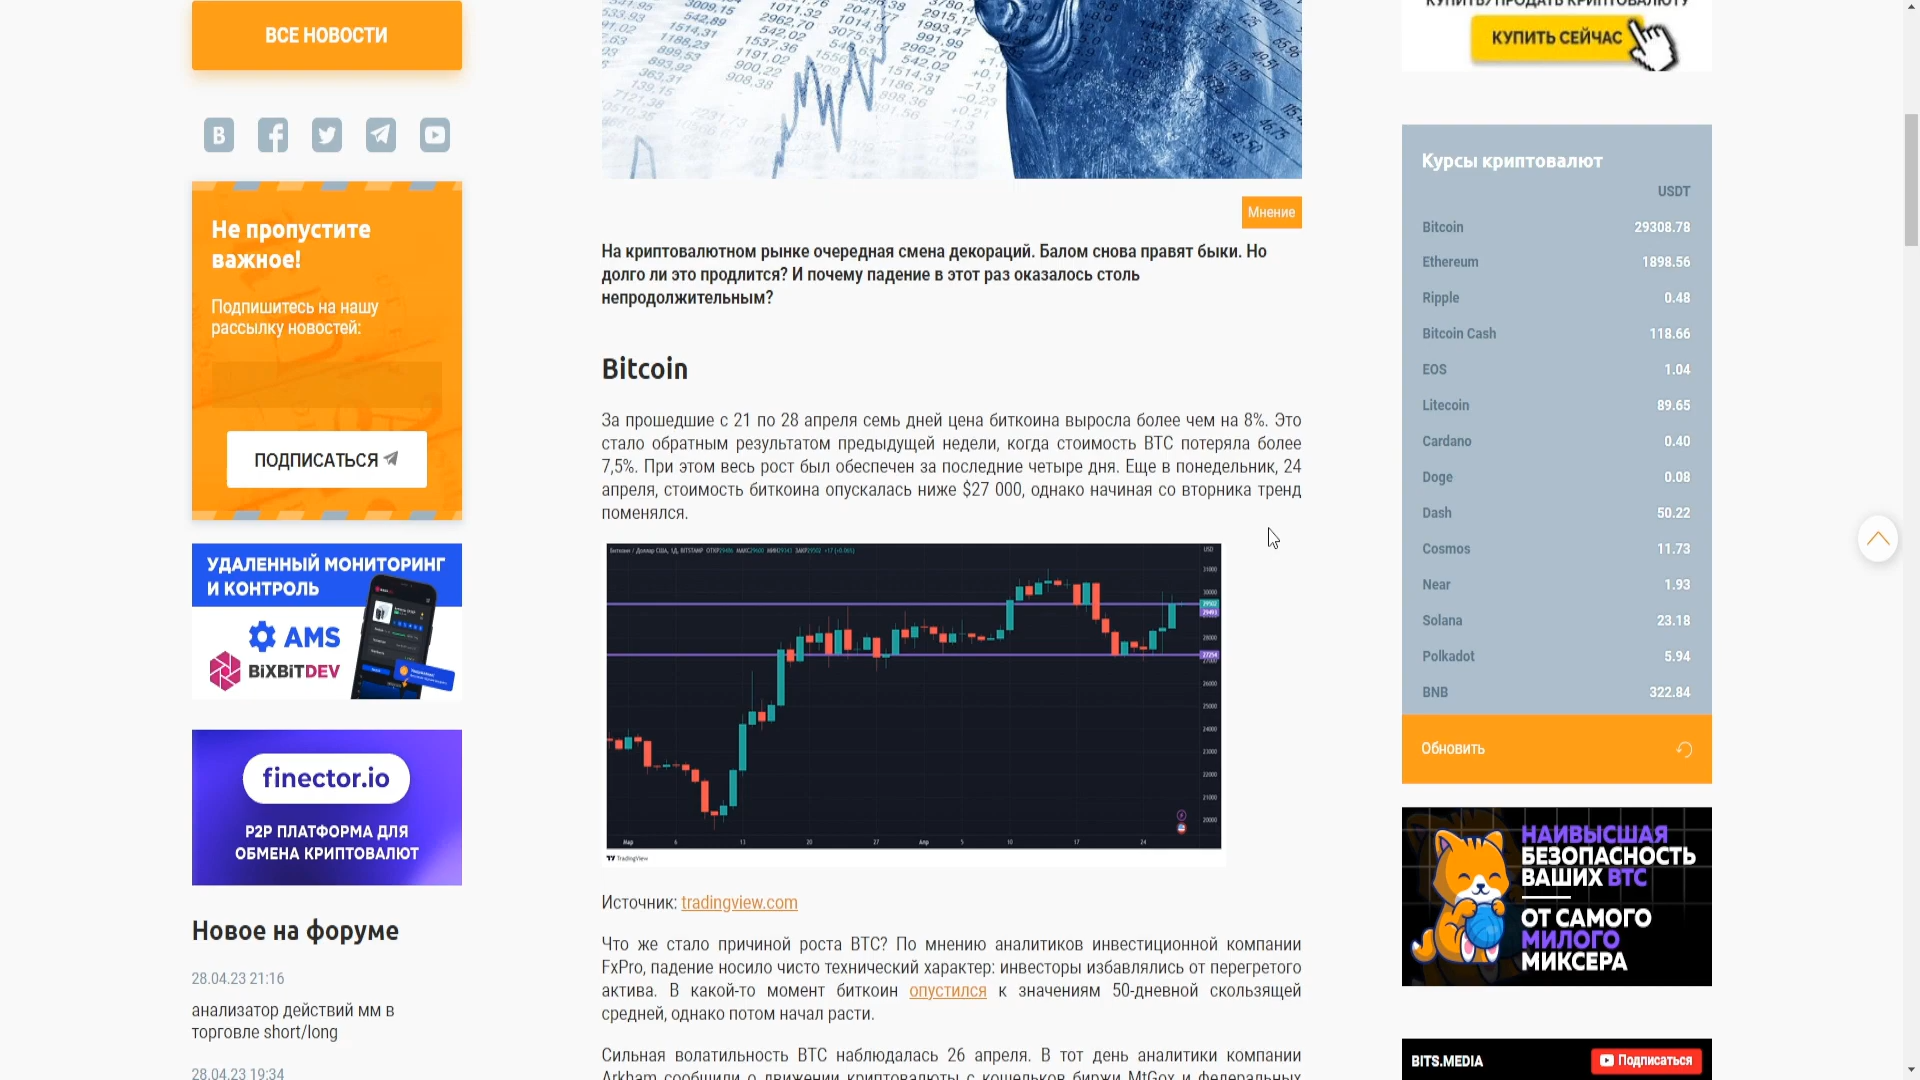 ВСЕ НОВОСТИ
Не пропустите
важное!
Подпишитесь на нашу
рассылку новостей:
ПОДПИСАТЬСЯ
УДАЛЕННЫЙ МОНИТОРИНГ
И КОНТРОЛЬ
AMS
BIXBITDEV
finector.io
P2P ПЛАТФОРМА ДЛЯ
ОБМЕНА КРИПТОВАЛЮТ
Новое на форуме
28.04.23 21:16
анализатор действий мм в
торговле short/long
28.04.23 19:34
Мнение
На криптовалютном рынке очередная смена декораций. Балом снова правят быки. Но
долго ли это продлится? И почему падение в этот раз оказалось столь
непродолжительным?
Bitcoin
За прошедшие с 21 по 28 апреля семь дней цена биткоина выросла более чем на 8%. Это
стало обратным результатом предыдущей недели, когда стоимость BTC потеряла более
7,5%. При этом весь рост был обеспечен за последние четыре дня. Еще в понедельник, 24
апреля, стоимость биткоина опускалась ниже $27 000, однако начиная со вторника тренд
поменялся.
TradingView
Источник: tradingview.com
Что же стало причиной роста BTC? По мнению аналитиков инвестиционной компании
FxPro, падение носило чисто технический характер: инвесторы избавлялись от перегретого
актива. В какой-то момент биткоин опустился к значениям 50-дневной скользящей
средней, однако потом начал расти.
Сильная волатильность BTC наблюдалась 26 апреля. В тот день аналитики компании
Arkham сообщили о движении криптовалюты с кошельков биржи MtGox и федеральных
КУПИТЬ/ПРОДАТЬ КРИПТОВАЛЮТУ
КУПИТЬ СЕЙЧАС
Курсы криптовалют
USDT
Bitcoin 29308.78
Ethereum 1898.56
Ripple 0.48
Bitcoin Cash 118.66
EOS 1.04
Litecoin 89.65
Cardano 0.40
Doge 0.08
Dash 50.22
Cosmos 11.73
Near 1.93
Solana 23.18
Polkadot 5.94
BNB 322.84
Обновить
НАИВЫСШАЯ
БЕЗОПАСНОСТЬ
ВАШИХ BTC
ОТ САМОГО
МИЛОГО
МИКСЕРА
BITS.MEDIA
Подписаться